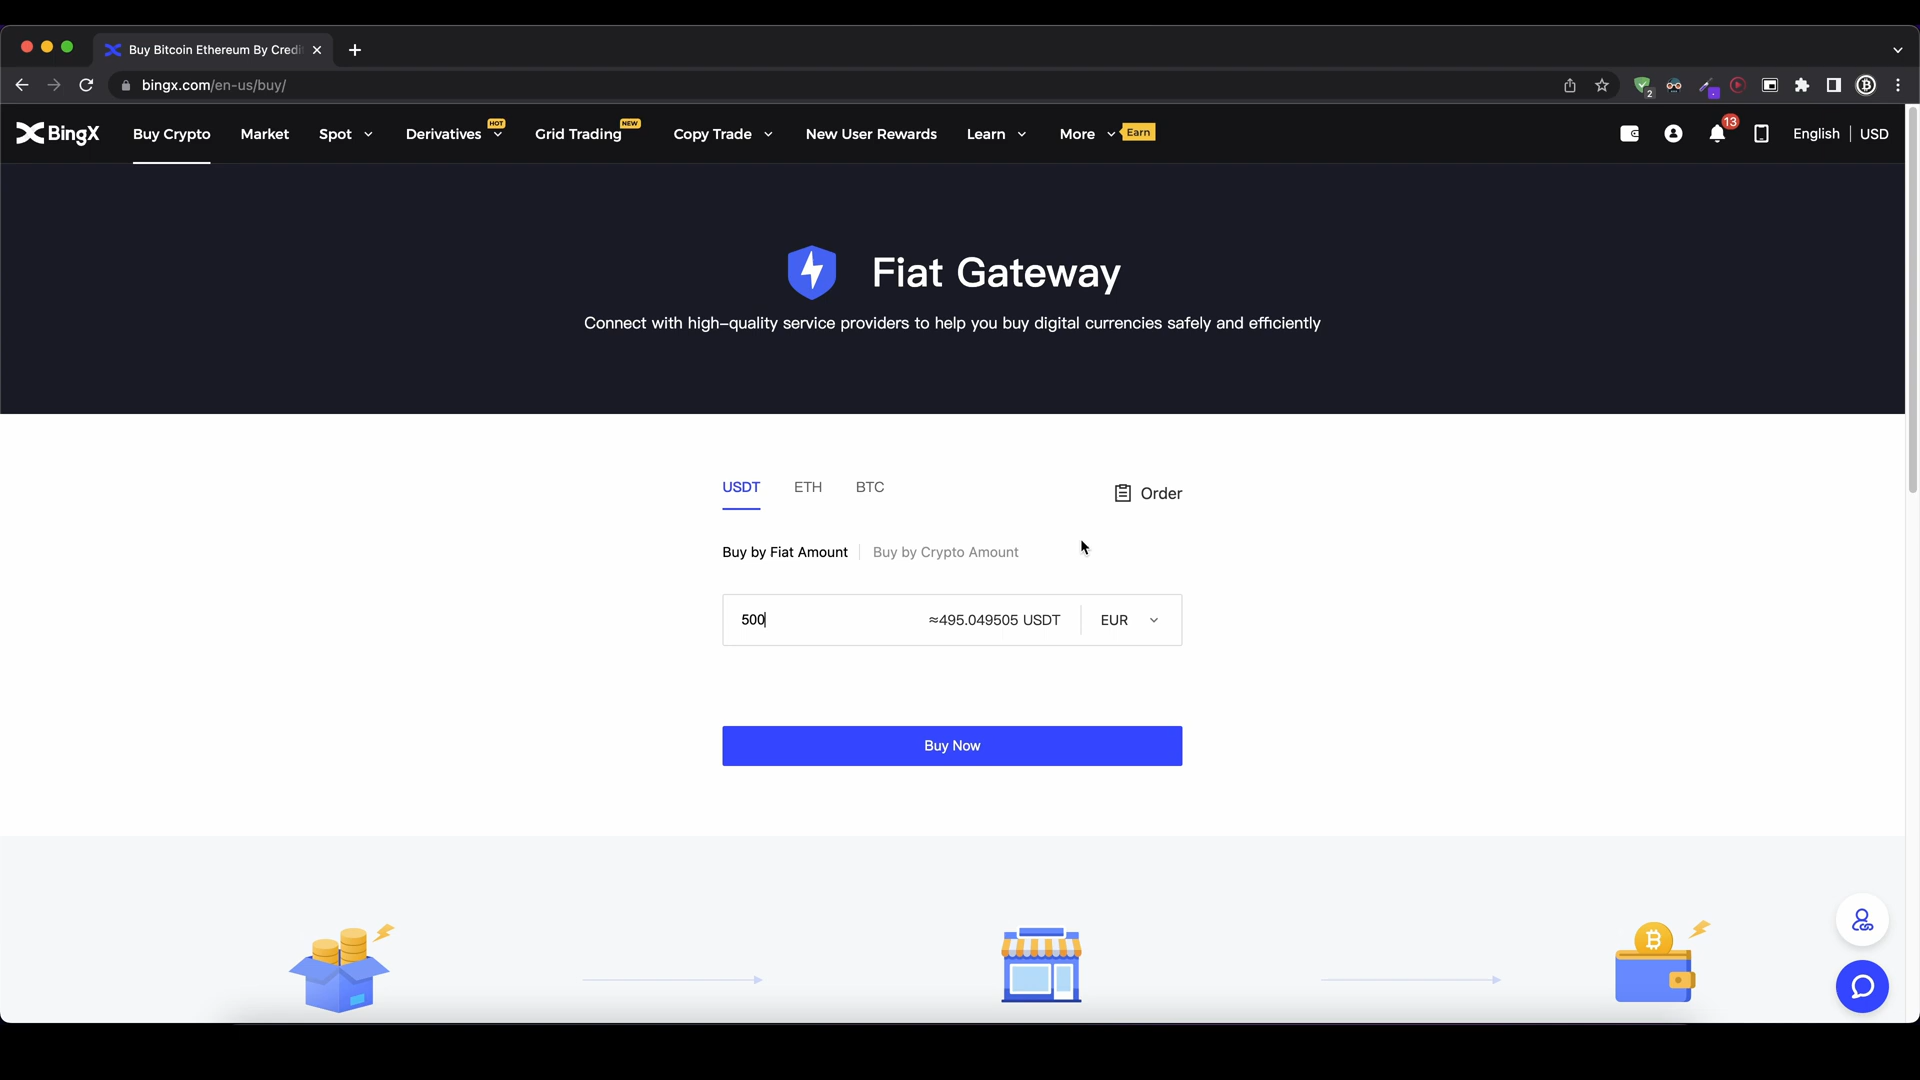 Buy Bitcoin Ethereum By Credi
bingx.com/en-us/buy/
2
BingX Buy Crypto Market Spot Derivatives HOT Grid Trading NEW Copy Trade New User Rewards Learn More Earn 13 English USD
Fiat Gateway
Connect with high-quality service providers to help you buy digital currencies safely and efficiently
USDT ETH BTC Order
Buy by Fiat Amount Buy by Crypto Amount
500 ≈495.049505 USDT EUR
Buy Now